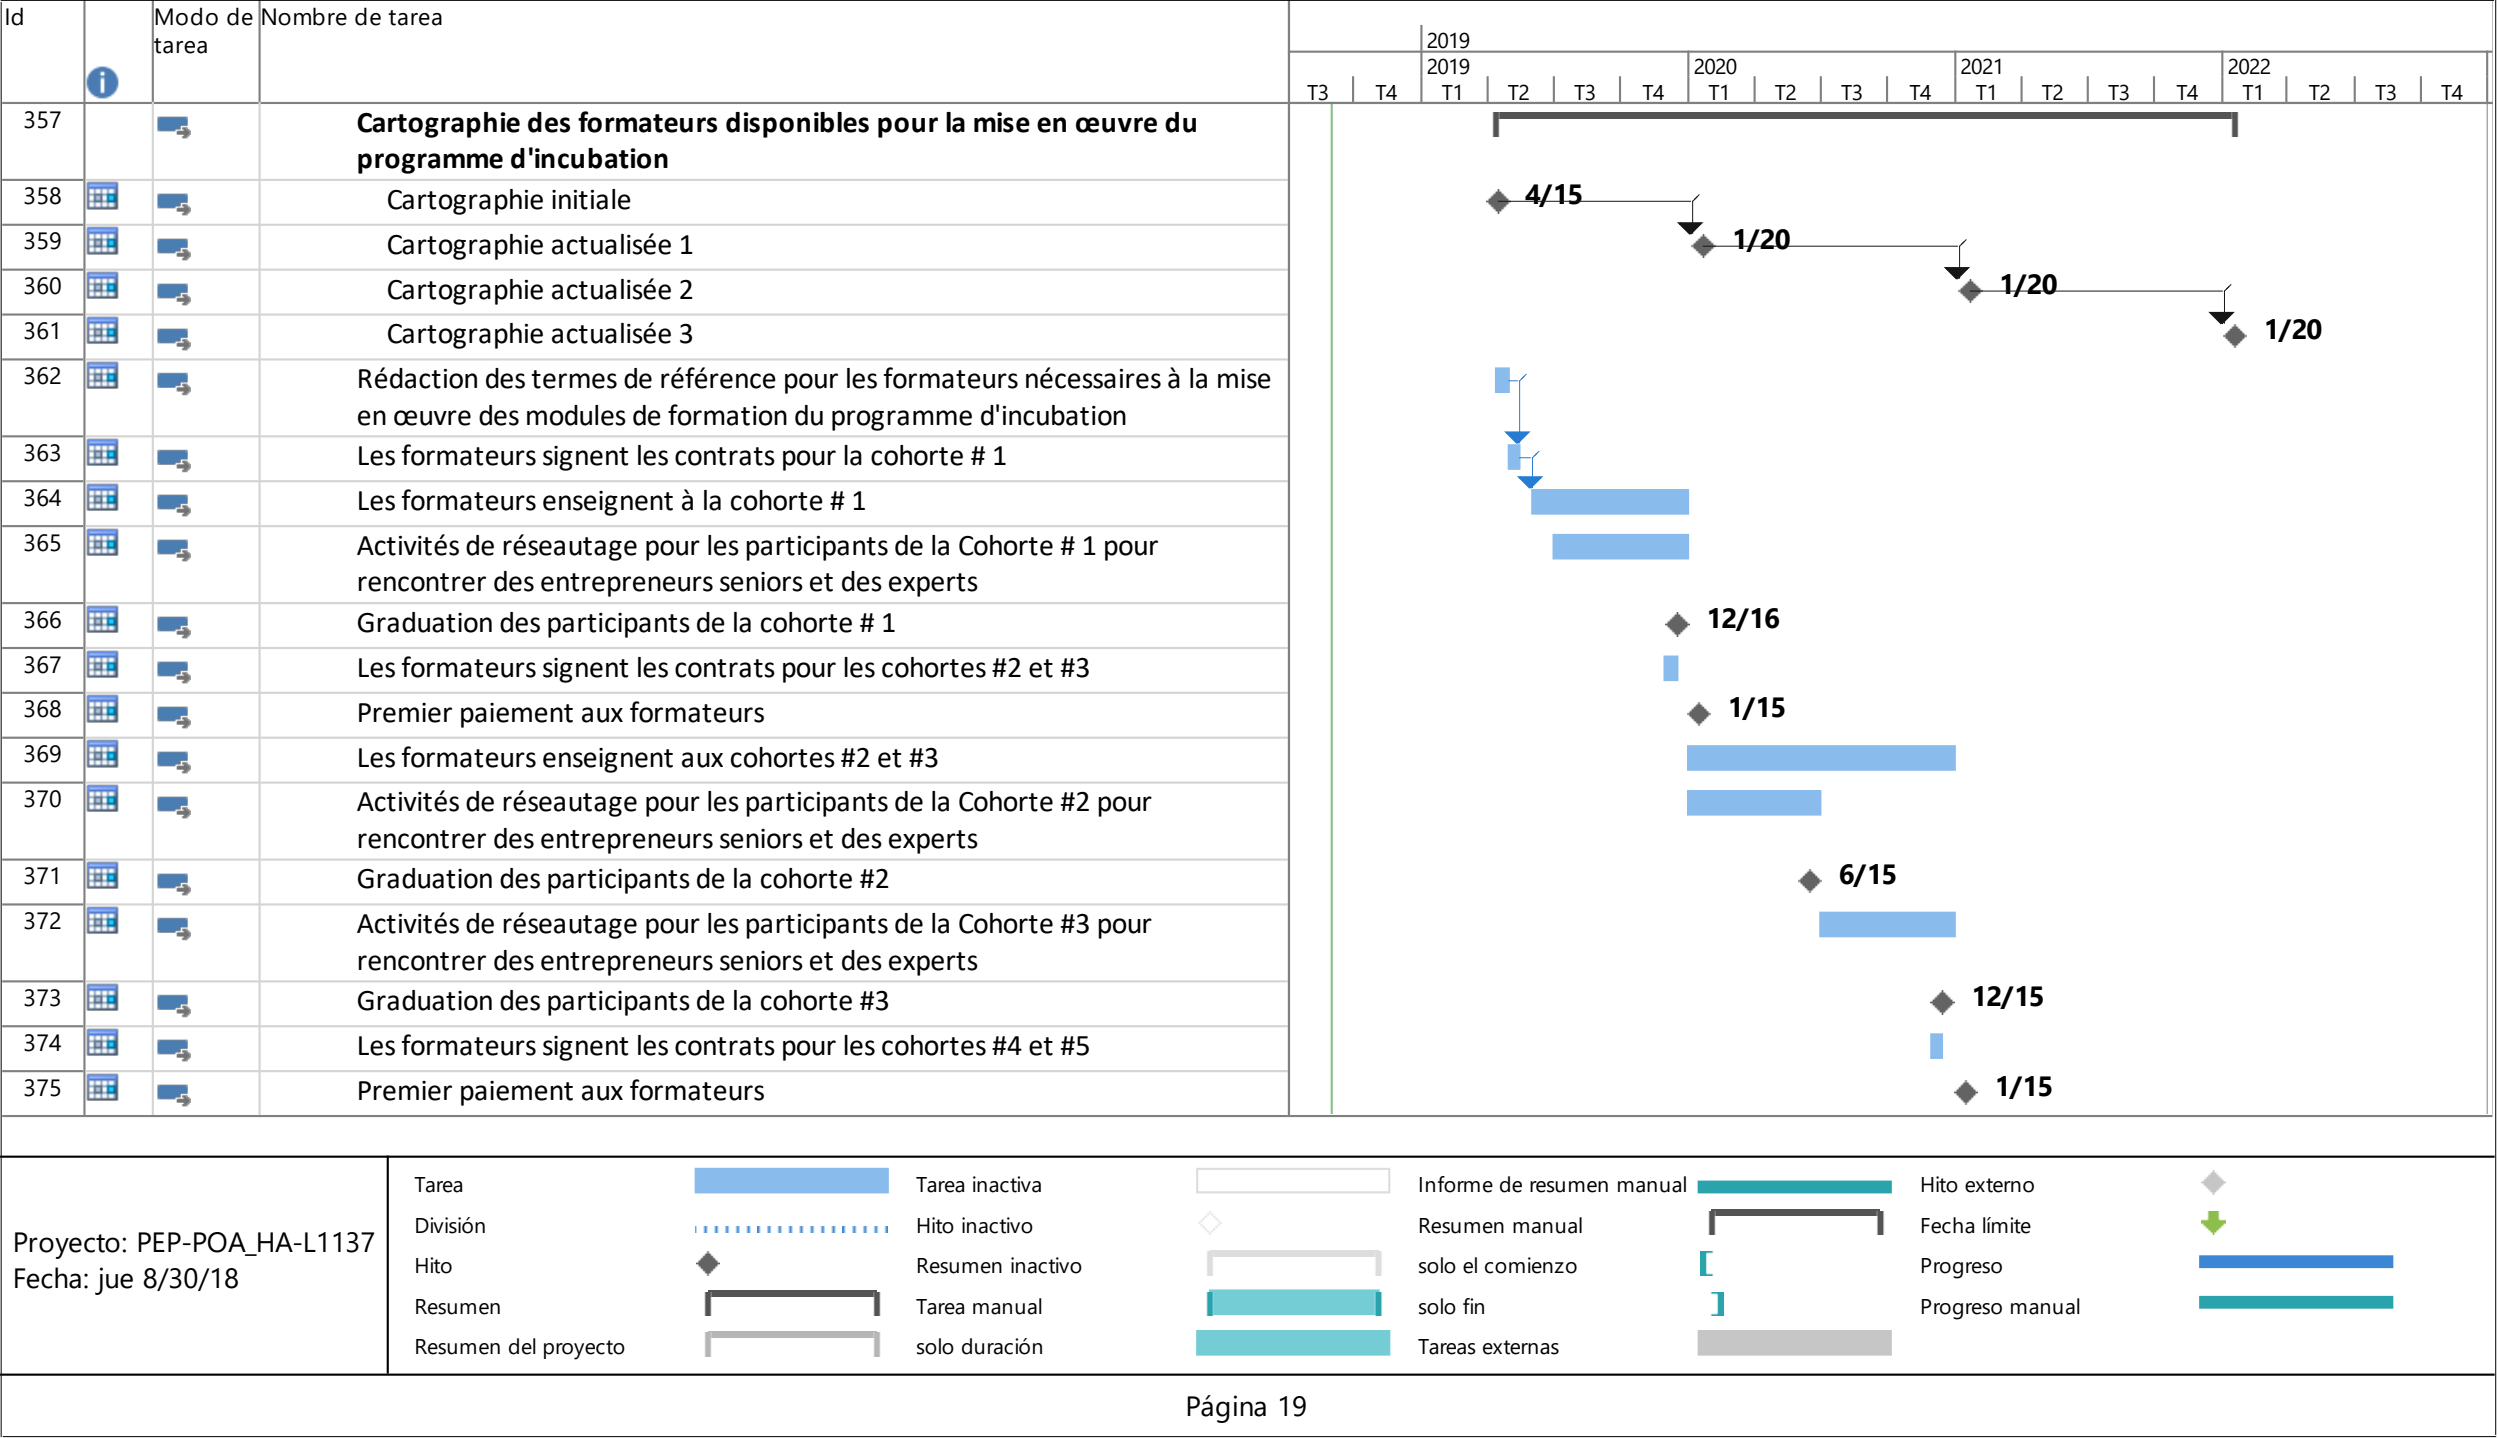 Id
Modo de
tarea
Nombre de tarea
2019
2019 2020 2021 2022
T3 T4 T1 T2 T3 T4 T1 T2 T3 T4 T1 T2 T3 T4 T1 T2 T3 T4
357 Cartographie des formateurs disponibles pour la mise en œuvre du
programme d'incubation
358 Cartographie initiale 4/15
359 Cartographie actualisée 1 1/20
360 Cartographie actualisée 2 1/20
361 Cartographie actualisée 3 1/20
362 Rédaction des termes de référence pour les formateurs nécessaires à la mise
en œuvre des modules de formation du programme d'incubation
363 Les formateurs signent les contrats pour la cohorte # 1
364 Les formateurs enseignent à la cohorte # 1
365 Activités de réseautage pour les participants de la Cohorte # 1 pour
rencontrer des entrepreneurs seniors et des experts
366 Graduation des participants de la cohorte # 1 12/16
367 Les formateurs signent les contrats pour les cohortes #2 et #3
368 Premier paiement aux formateurs 1/15
369 Les formateurs enseignent aux cohortes #2 et #3
370 Activités de réseautage pour les participants de la Cohorte #2 pour
rencontrer des entrepreneurs seniors et des experts
371 Graduation des participants de la cohorte #2 6/15
372 Activités de réseautage pour les participants de la Cohorte #3 pour
rencontrer des entrepreneurs seniors et des experts
373 Graduation des participants de la cohorte #3 12/15
374 Les formateurs signent les contrats pour les cohortes #4 et #5
375 Premier paiement aux formateurs 1/15
Proyecto: PEP-POA_HA-L1137
Fecha: jue 8/30/18
Tarea
División
Hito
Resumen
Resumen del proyecto
Tarea inactiva
Hito inactivo
Resumen inactivo
Tarea manual
solo duración
Informe de resumen manual
Resumen manual
solo el comienzo
solo fin
Tareas externas
Hito externo
Fecha límite
Progreso
Progreso manual
Página 19